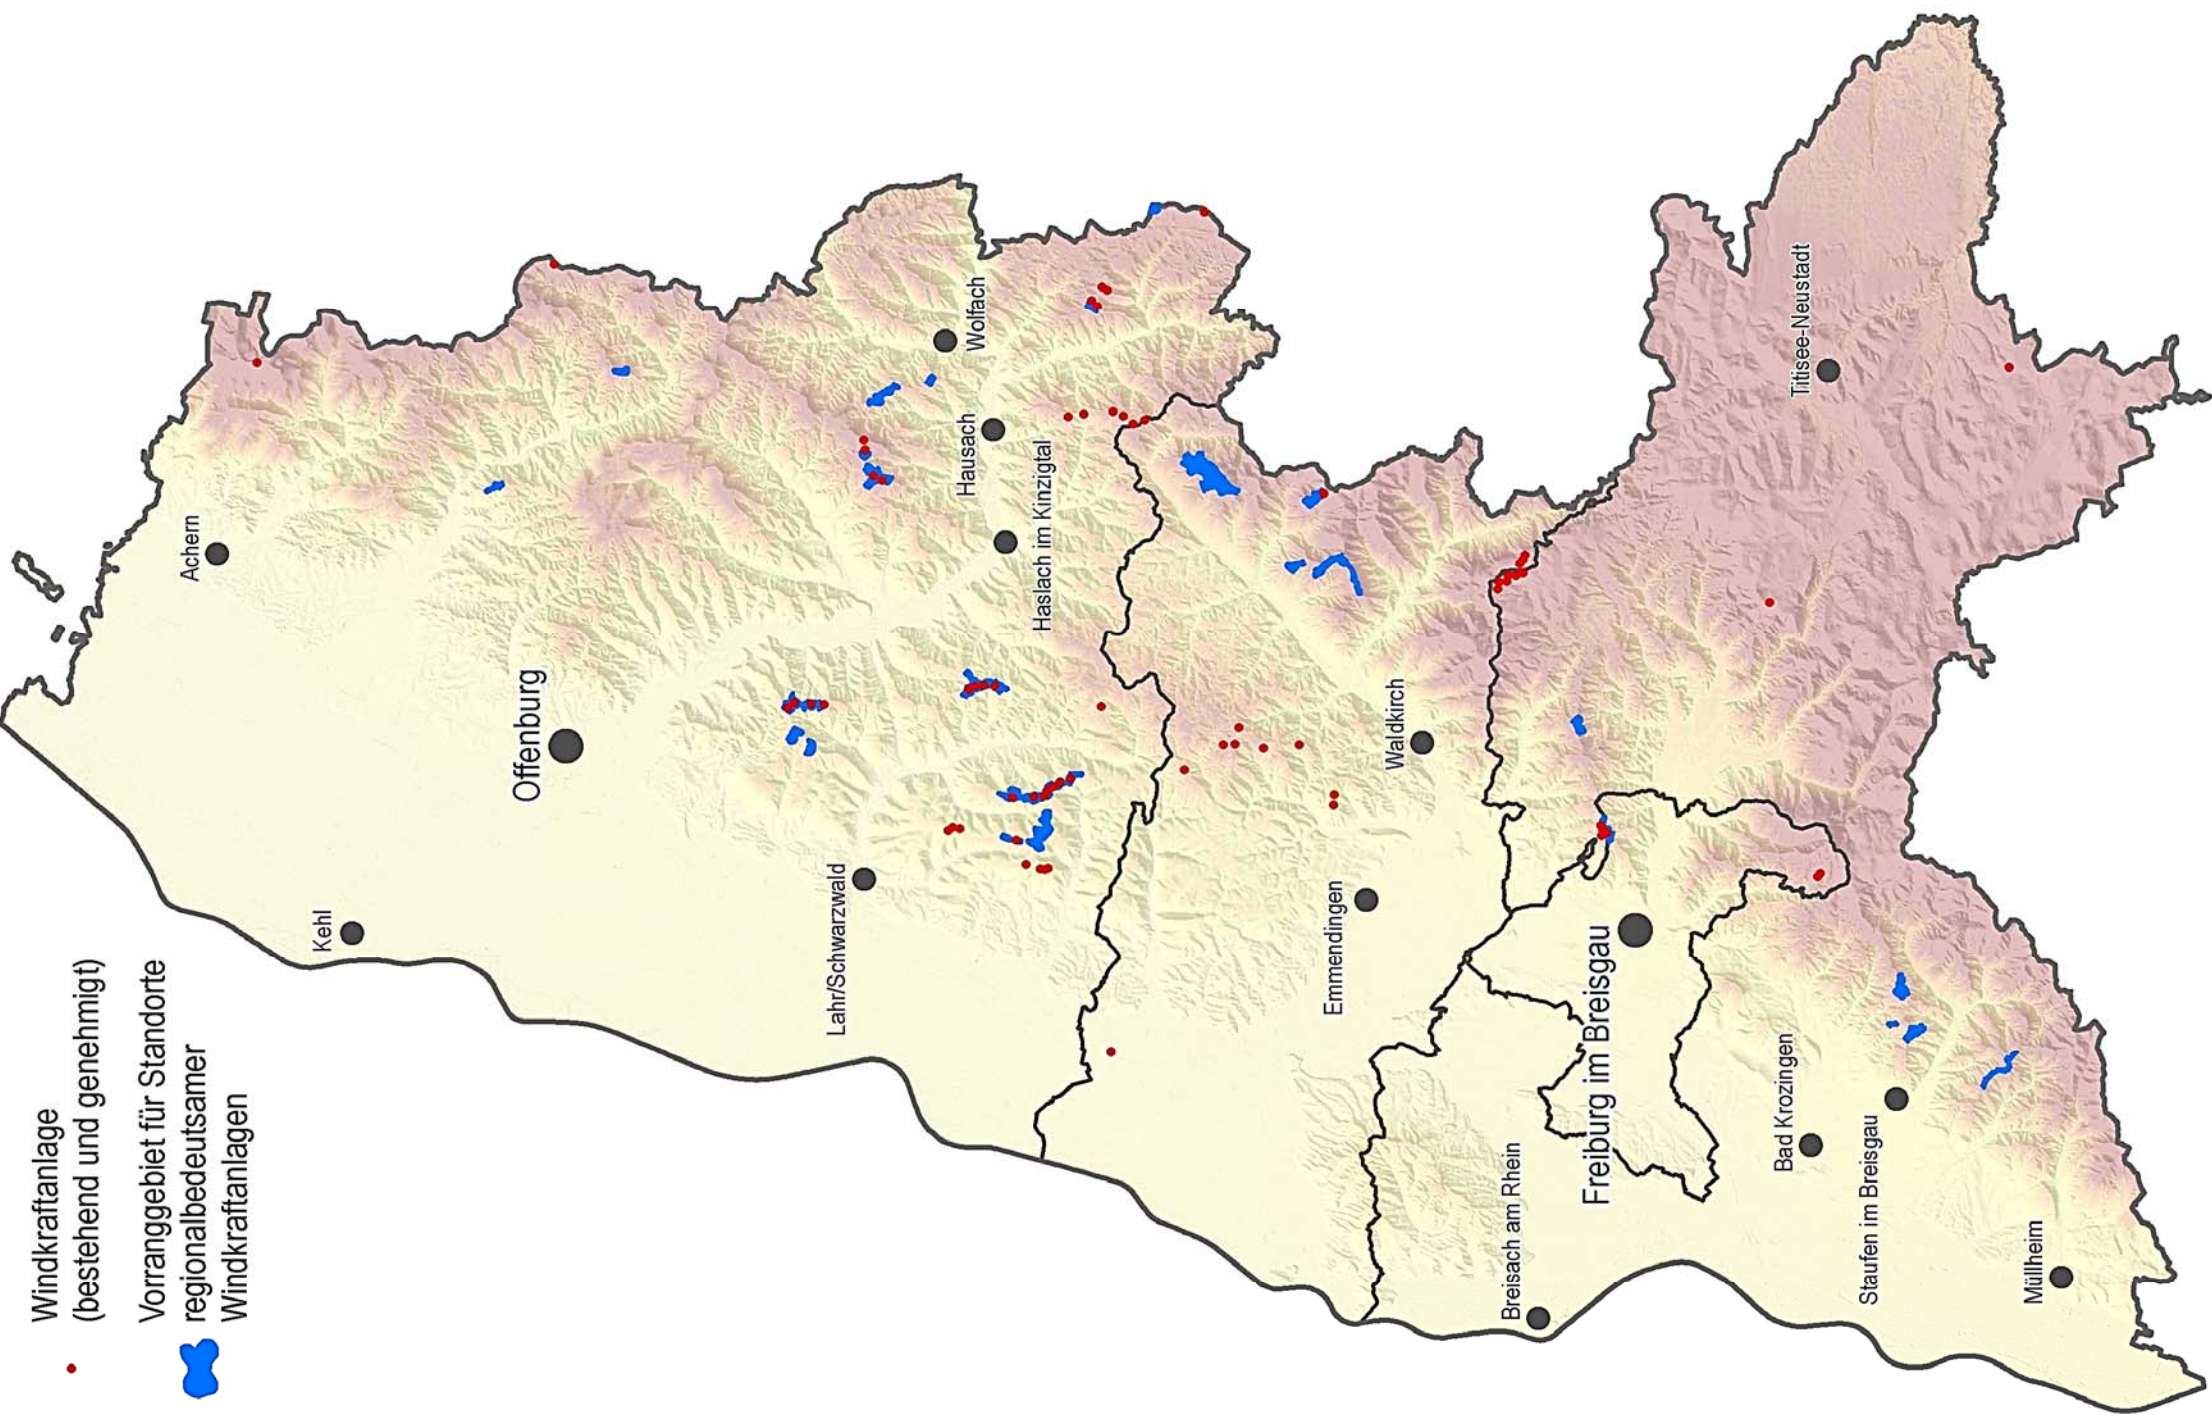 Windkraftanlage
(bestehend und genehmigt)
Vorranggebiet für Standorte
regionalbedeutsamer
Windkraftanlagen
Achern
Kehl
Offenburg
Lahr/Schwarzwald
Wolfach
Hausach
Haslach im Kinzigtal
Emmendingen
Waldkirch
Breisach am Rhein
Freiburg im Breisgau
Titisee-Neustadt
Bad Krozingen
Staufen im Breisgau
Müllheim